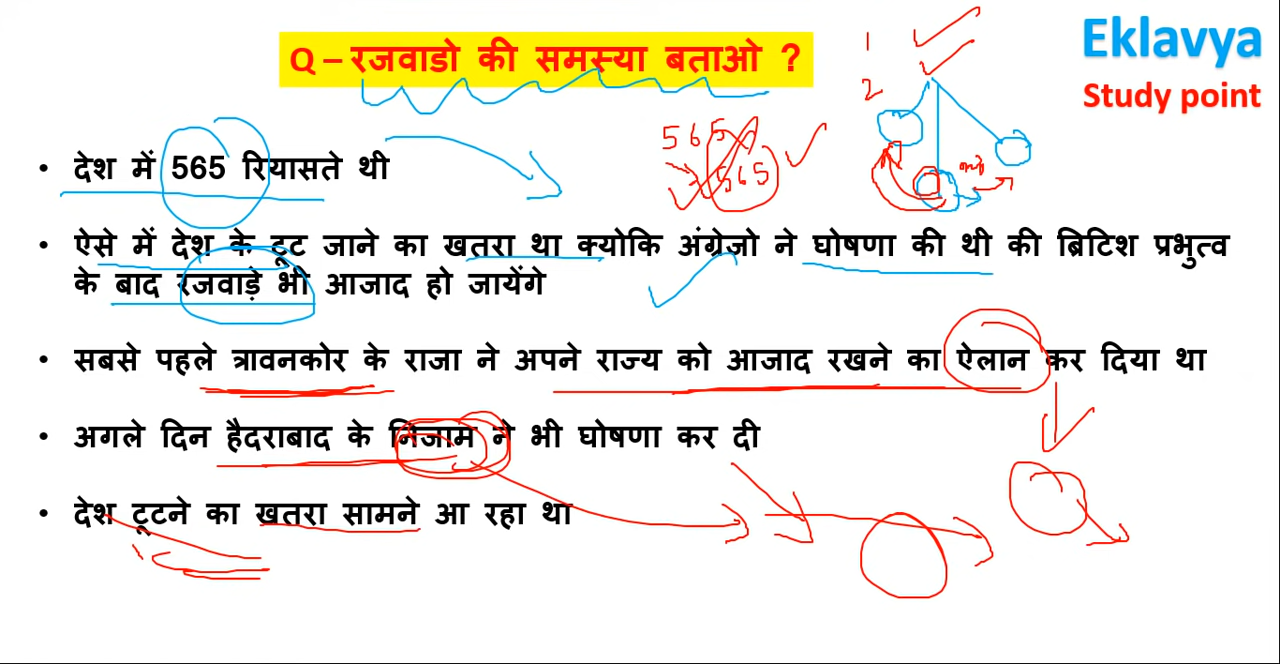 Eklavya
Study point
Q – रजवाडो की समस्या बताओ ?
1
2
565
565
• देश में 565 रियासते थी
• ऐसे में देश के टूट जाने का खतरा था क्योकि अंग्रेजो ने घोषणा की थी की ब्रिटिश प्रभुत्व
के बाद रजवाड़े भी आजाद हो जायेंगे
• सबसे पहले त्रावनकोर के राजा ने अपने राज्य को आजाद रखने का ऐलान कर दिया था
• अगले दिन हैदराबाद के निजाम ने भी घोषणा कर दी
• देश टूटने का खतरा सामने आ रहा था